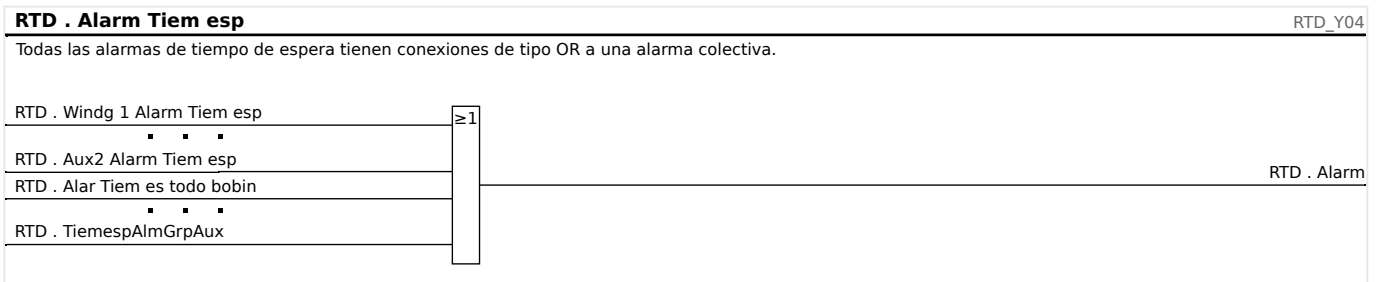 RTD . Alarm Tiem esp
RTD_Y04
Todas las alarmas de tiempo de espera tienen conexiones de tipo OR a una alarma colectiva.
RTD . Windg 1 Alarm Tiem esp
≥1
RTD . Aux2 Alarm Tiem esp
RTD . Alarm
RTD . Alar Tiem es todo bobin
RTD . TiemespAlmGrpAux